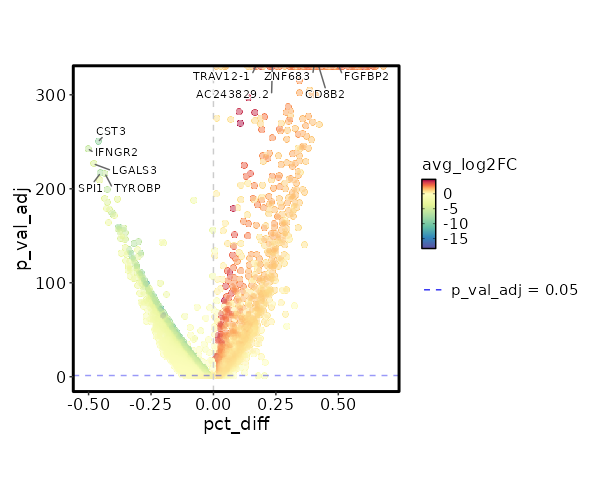 TRAV12-1 ZNF683 FGFBP2
AC243829.2 CD8B2
CST3
IFNGR2
LGALS3
SPI1 TYROBP
300
200
100
0
p_val_adj
-0.50 -0.25 0.00 0.25 0.50
pct_diff
avg_log2FC
0
-5
-10
-15
p_val_adj = 0.05